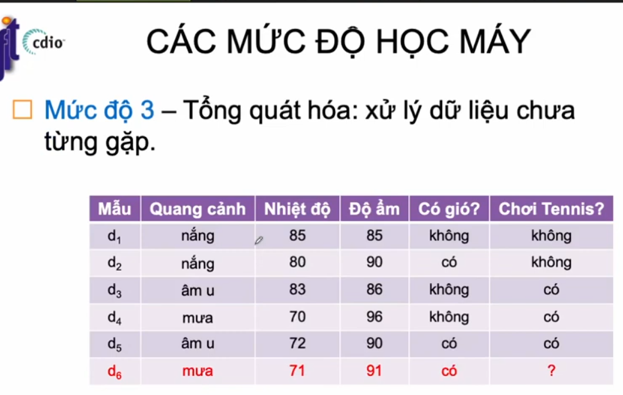 cdio
CÁC MỨC ĐỘ HỌC MÁY
Mức độ 3 – Tổng quát hóa: xử lý dữ liệu chưa
từng gặp.
Mẫu Quang cảnh Nhiệt độ Độ ẩm Có gió? Chơi Tennis?
d₁ nắng 85 85 không không
d₂ nắng 80 90 có không
d₃ âm u 83 86 không có
d₄ mưa 70 96 không có
d₅ âm u 72 90 có có
d₆ mưa 71 91 có ?